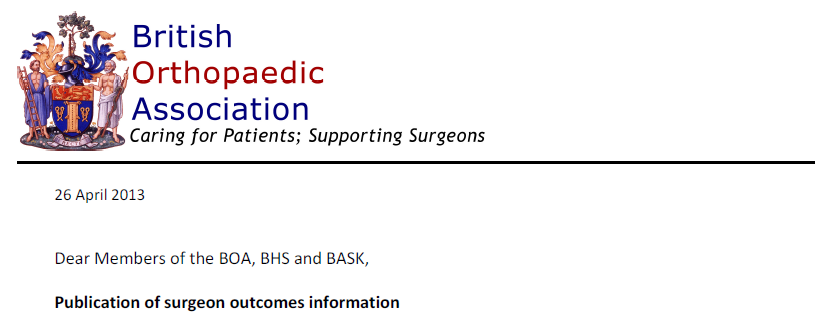 British
Orthopaedic
Association
Caring for Patients; Supporting Surgeons
26 April 2013
Dear Members of the BOA, BHS and BASK,
Publication of surgeon outcomes information